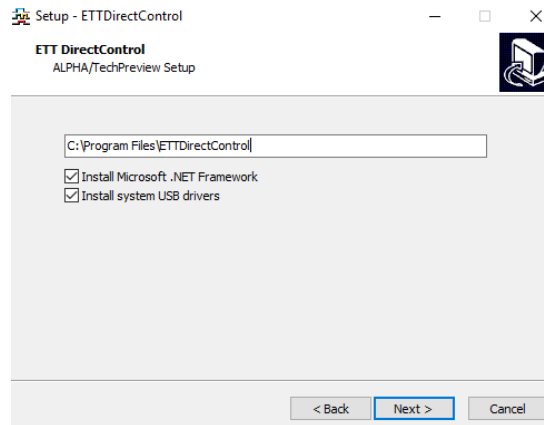 Setup - ETTDirectControl
ETT DirectControl
ALPHA/TechPreview Setup
C:\Program Files\ETTDirectControl
Install Microsoft .NET Framework
Install system USB drivers
< Back
Next >
Cancel